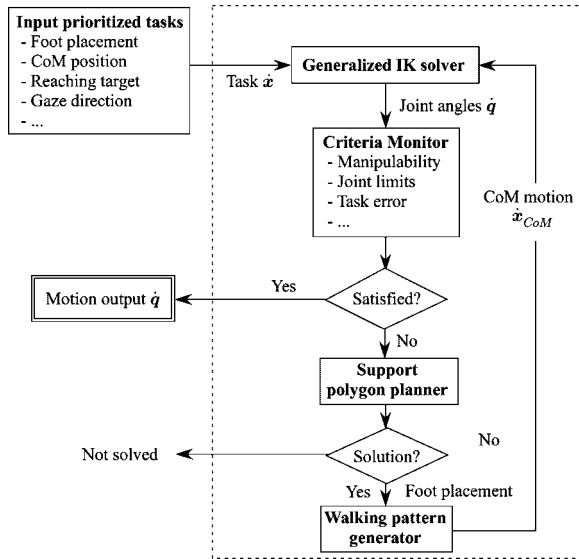 Input prioritized tasks
- Foot placement
- CoM position
- Reaching target
- Gaze direction
- ...
Task ẋ
Generalized IK solver
Joint angles q̇
Criteria Monitor
- Manipulability
- Joint limits
- Task error
- ...
CoM motion
ẋCoM
Satisfied?
Yes
Motion output q̇
No
Support
polygon planner
Solution?
No
Not solved
Yes
Foot placement
Walking pattern
generator